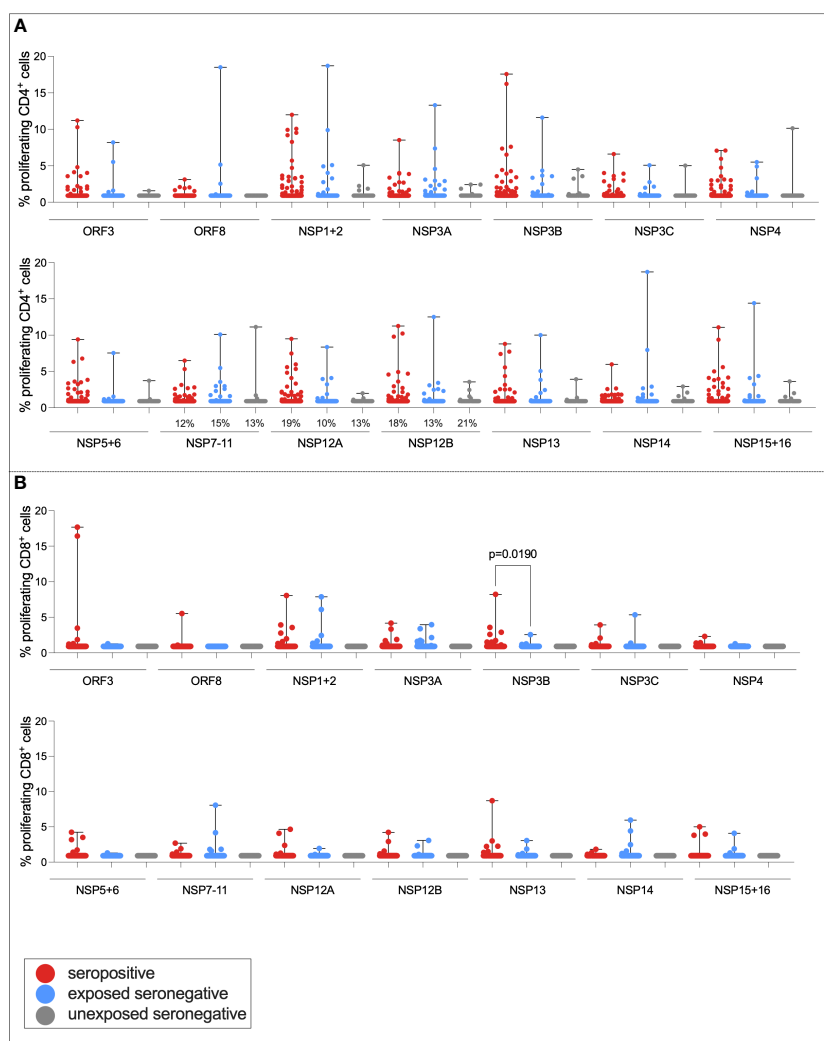 A
% proliferating CD4⁺ cells
20
15
10
5
0
ORF3 ORF8 NSP1+2 NSP3A NSP3B NSP3C NSP4
% proliferating CD4⁺ cells
20
15
10
5
0
12% 15% 13% 19% 10% 13% 18% 13% 21%
NSP5+6 NSP7-11 NSP12A NSP12B NSP13 NSP14 NSP15+16
B
% proliferating CD8⁺ cells
20
15
10
5
0
p=0.0190
ORF3 ORF8 NSP1+2 NSP3A NSP3B NSP3C NSP4
% proliferating CD8⁺ cells
20
15
10
5
0
NSP5+6 NSP7-11 NSP12A NSP12B NSP13 NSP14 NSP15+16
seropositive
exposed seronegative
unexposed seronegative